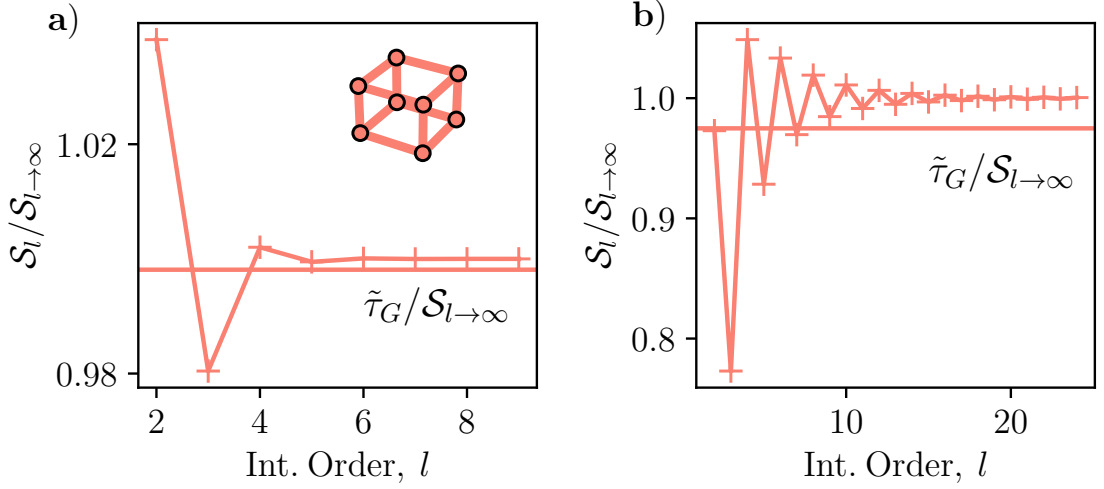 a)
1.02
0.98
S_l/S_{l→∞}
τ̃_G/S_{l→∞}
2 4 6 8
Int. Order, l
b)
1.0
0.9
0.8
S_l/S_{l→∞}
τ̃_G/S_{l→∞}
10 20
Int. Order, l